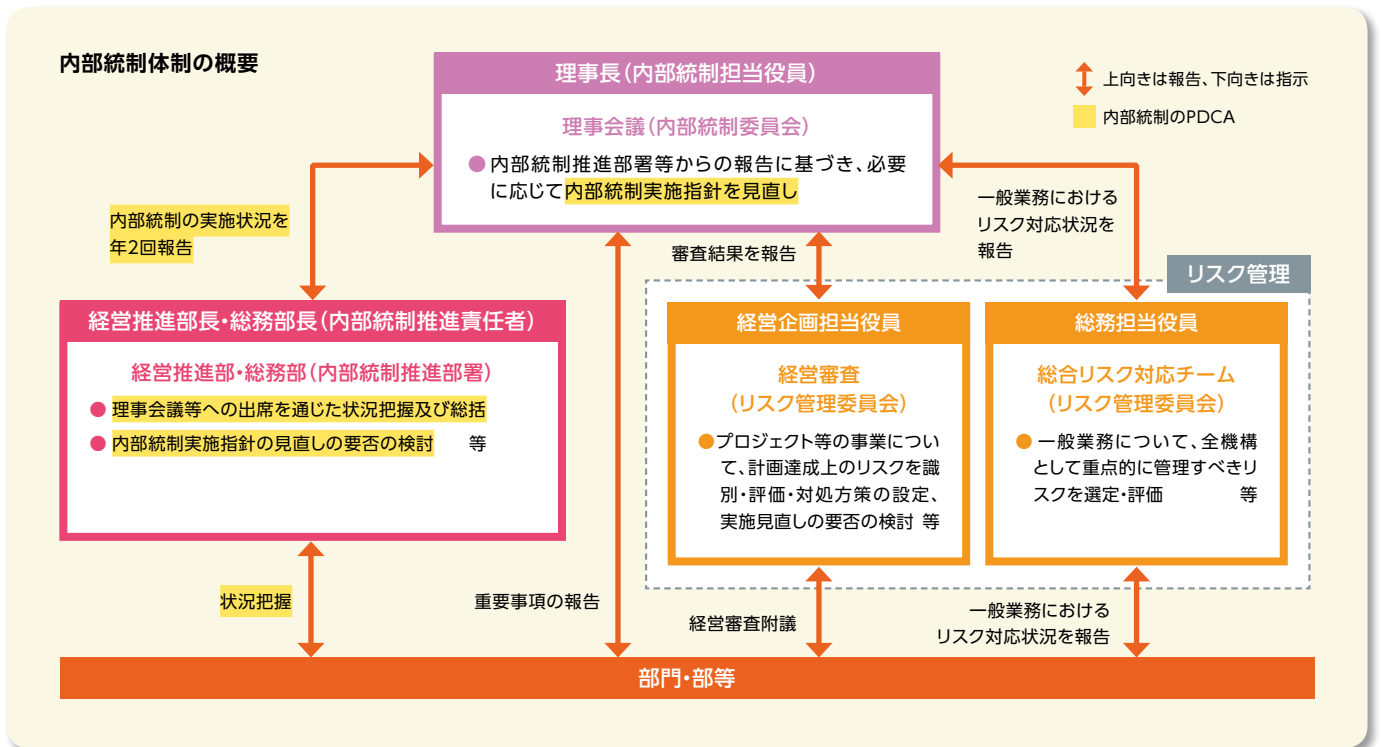 内部統制体制の概要
理事長(内部統制担当役員)
上向きは報告、下向きは指示
内部統制のPDCA
理事会議(内部統制委員会)
●内部統制推進部署等からの報告に基づき、必要
に応じて内部統制実施指針を見直し
内部統制の実施状況を
年2回報告
審査結果を報告
一般業務における
リスク対応状況を
報告
リスク管理
経営推進部長・総務部長(内部統制推進責任者)
経営推進部・総務部(内部統制推進部署)
● 理事会議等への出席を通じた状況把握及び総括
● 内部統制実施指針の見直しの要否の検討 等
経営企画担当役員
経営審査
(リスク管理委員会)
●プロジェクト等の事業につい
て、計画達成上のリスクを識
別・評価・対処方策の設定、
実施見直しの要否の検討 等
総務担当役員
総合リスク対応チーム
(リスク管理委員会)
● 一般業務について、全機構
として重点的に管理すべきリ
スクを選定・評価 等
状況把握
重要事項の報告
経営審査附議
一般業務における
リスク対応状況を報告
部門・部等